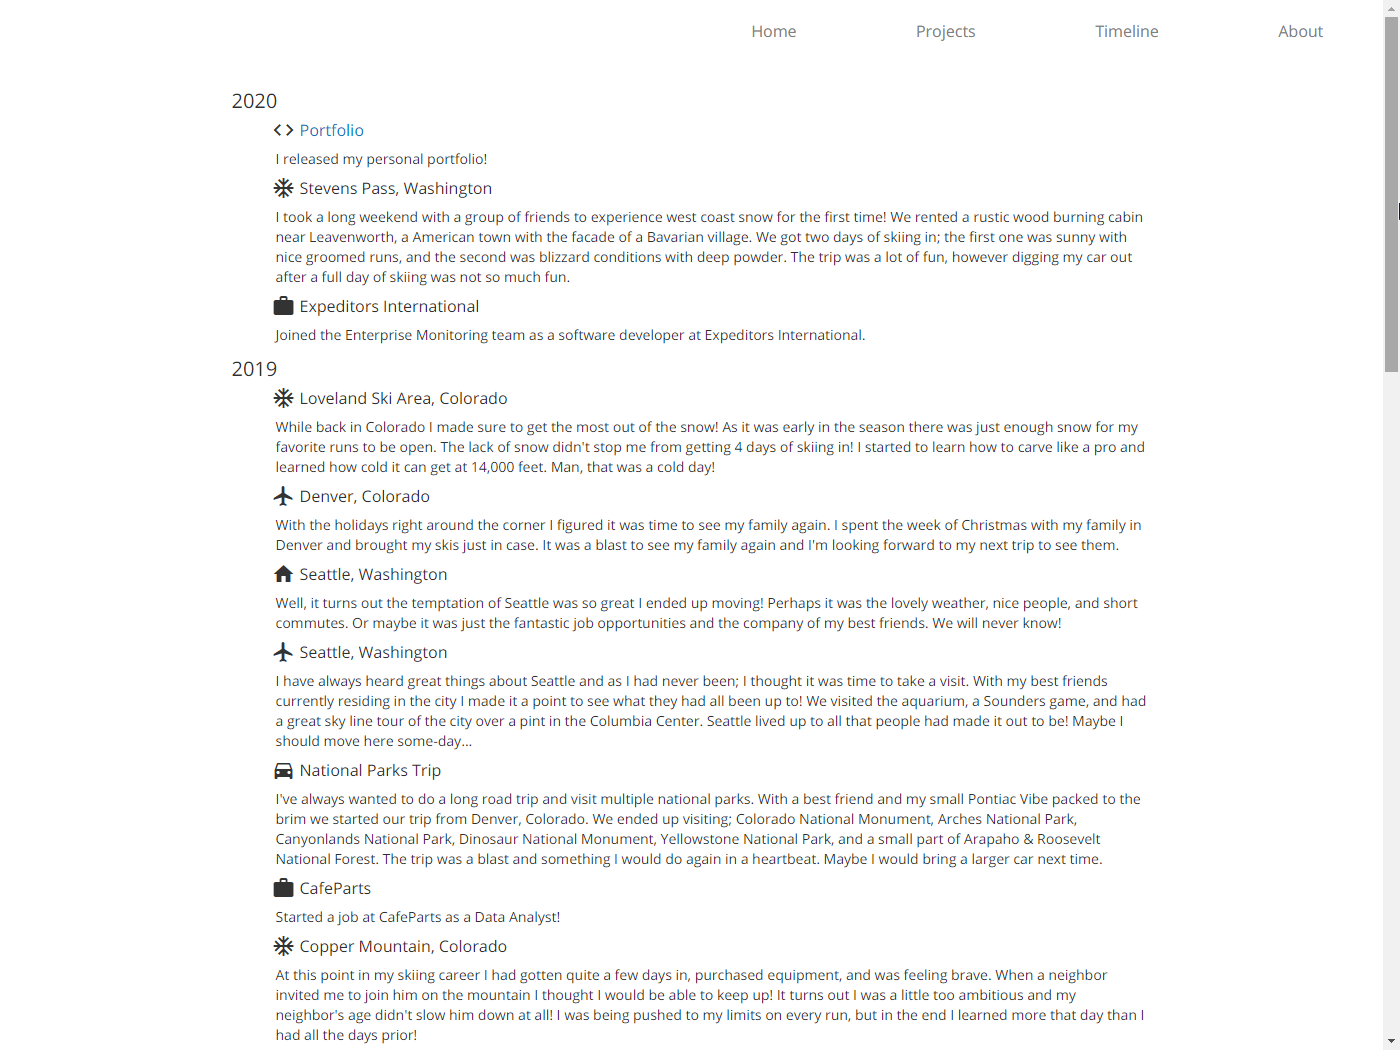 Home Projects Timeline About
2020
Portfolio
I released my personal portfolio!
Stevens Pass, Washington
I took a long weekend with a group of friends to experience west coast snow for the first time! We rented a rustic wood burning cabin
near Leavenworth, a American town with the facade of a Bavarian village. We got two days of skiing in; the first one was sunny with
nice groomed runs, and the second was blizzard conditions with deep powder. The trip was a lot of fun, however digging my car out
after a full day of skiing was not so much fun.
Expeditors International
Joined the Enterprise Monitoring team as a software developer at Expeditors International.
2019
Loveland Ski Area, Colorado
While back in Colorado I made sure to get the most out of the snow! As it was early in the season there was just enough snow for my
favorite runs to be open. The lack of snow didn't stop me from getting 4 days of skiing in! I started to learn how to carve like a pro and
learned how cold it can get at 14,000 feet. Man, that was a cold day!
Denver, Colorado
With the holidays right around the corner I figured it was time to see my family again. I spent the week of Christmas with my family in
Denver and brought my skis just in case. It was a blast to see my family again and I'm looking forward to my next trip to see them.
Seattle, Washington
Well, it turns out the temptation of Seattle was so great I ended up moving! Perhaps it was the lovely weather, nice people, and short
commutes. Or maybe it was just the fantastic job opportunities and the company of my best friends. We will never know!
Seattle, Washington
I have always heard great things about Seattle and as I had never been; I thought it was time to take a visit. With my best friends
currently residing in the city I made it a point to see what they had all been up to! We visited the aquarium, a Sounders game, and had
a great sky line tour of the city over a pint in the Columbia Center. Seattle lived up to all that people had made it out to be! Maybe I
should move here some-day...
National Parks Trip
I've always wanted to do a long road trip and visit multiple national parks. With a best friend and my small Pontiac Vibe packed to the
brim we started our trip from Denver, Colorado. We ended up visiting; Colorado National Monument, Arches National Park,
Canyonlands National Park, Dinosaur National Monument, Yellowstone National Park, and a small part of Arapaho & Roosevelt
National Forest. The trip was a blast and something I would do again in a heartbeat. Maybe I would bring a larger car next time.
CafeParts
Started a job at CafeParts as a Data Analyst!
Copper Mountain, Colorado
At this point in my skiing career I had gotten quite a few days in, purchased equipment, and was feeling brave. When a neighbor
invited me to join him on the mountain I thought I would be able to keep up! It turns out I was a little too ambitious and my
neighbor's age didn't slow him down at all! I was being pushed to my limits on every run, but in the end I learned more that day than I
had all the days prior!